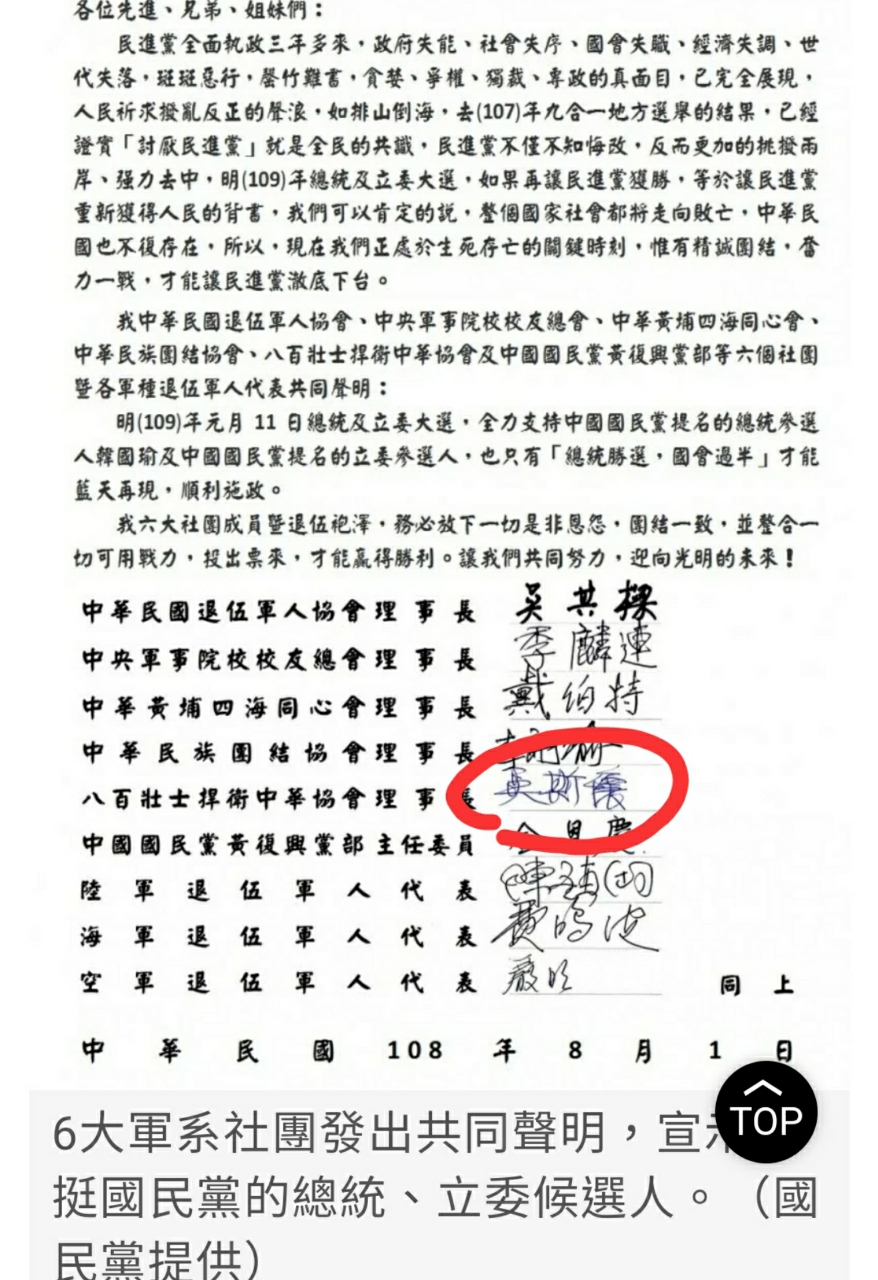 各位先進、兄弟、姐妹們：
民進黨全面執政三年多來，政府失能、社會失序、國會失職、經濟失調、世
代失落，斑斑惡行，罄竹難書，貪婪、爭權、獨裁、專政的真面目，已完全展現，
人民祈求撥亂反正的聲浪，如排山倒海，去(107)年九合一地方選舉的結果，已經
證實「討厭民進黨」就是全民的共識，民進黨不僅不知悔改，反而更加的挑撥兩
岸、強力去中，明(109)年總統及立委大選，如果再讓民進黨獲勝，等於讓民進黨
重新獲得人民的背書，我們可以肯定的說，整個國家社會都將走向敗亡，中華民
國也不復存在，所以，現在我們正處於生死存亡的關鍵時刻，惟有精誠團結，奮
力一戰，才能讓民進黨澈底下台。
我中華民國退伍軍人協會、中央軍事院校校友總會、中華黃埔四海同心會、
中華民族團結協會、八百壯士捍衛中華協會及中國國民黨黃復興黨部等六個社團
暨各軍種退伍軍人代表共同聲明：
明(109)年元月 11 日總統及立委大選，全力支持中國國民黨提名的總統參選
人韓國瑜及中國國民黨提名的立委參選人，也只有「總統勝選，國會過半」才能
藍天再現，順利施政。
我六大社團成員暨退伍袍澤，務必放下一切是非恩怨，團結一致，並整合一
切可用戰力，投出票來，才能贏得勝利。讓我們共同努力，迎向光明的未來！
中華民國退伍軍人協會理事長 吳其樑
中央軍事院校校友總會理事長 季麟連
中華黃埔四海同心會理事長 戴伯特
中華民族團結協會理事長
八百壯士捍衛中華協會理事長 吳斯懷
中國國民黨黃復興黨部主任委員
陸軍退伍軍人代表
海軍退伍軍人代表 費鴻波
空軍退伍軍人代表 嚴明
同上
中華民國 108 年 8 月 1 日
TOP
6大軍系社團發出共同聲明，宣示
挺國民黨的總統、立委候選人。（國
民黨提供）